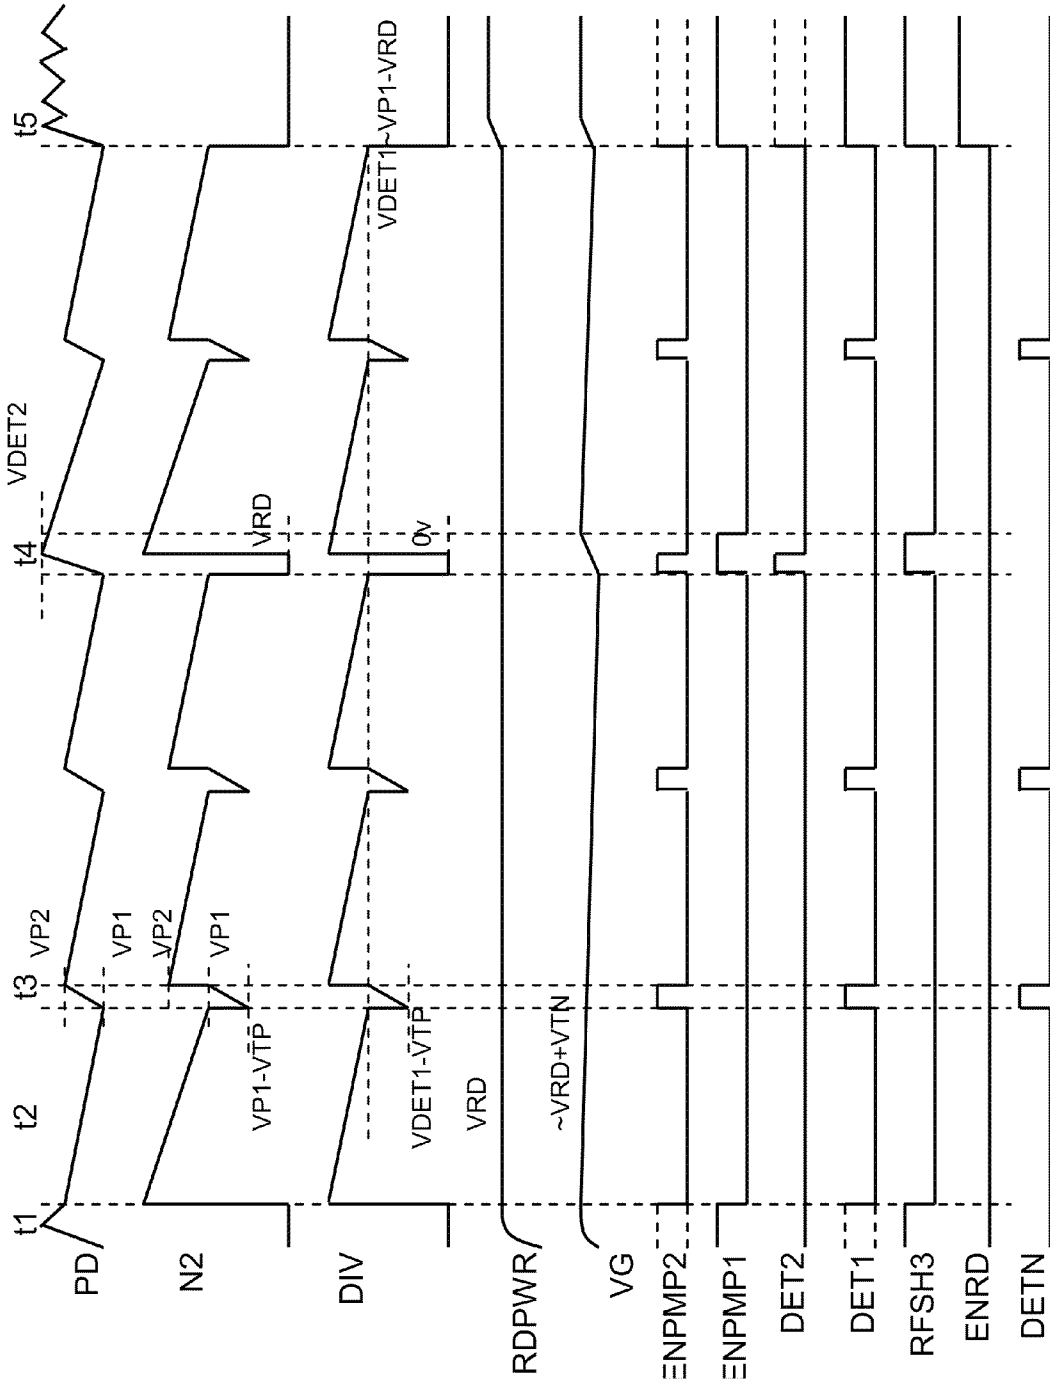 t1
t2
t3
t4
t5
VDET2
PD
VP2
VP1
N2
VP2
VP1
VP1-VTP
VRD
DIV
VDET1-VTP
0v
VDET1~VP1-VRD
RDPWR
VRD
VG
~VRD+VTN
ENPMP2
ENPMP1
DET2
DET1
RFSH3
ENRD
DETN